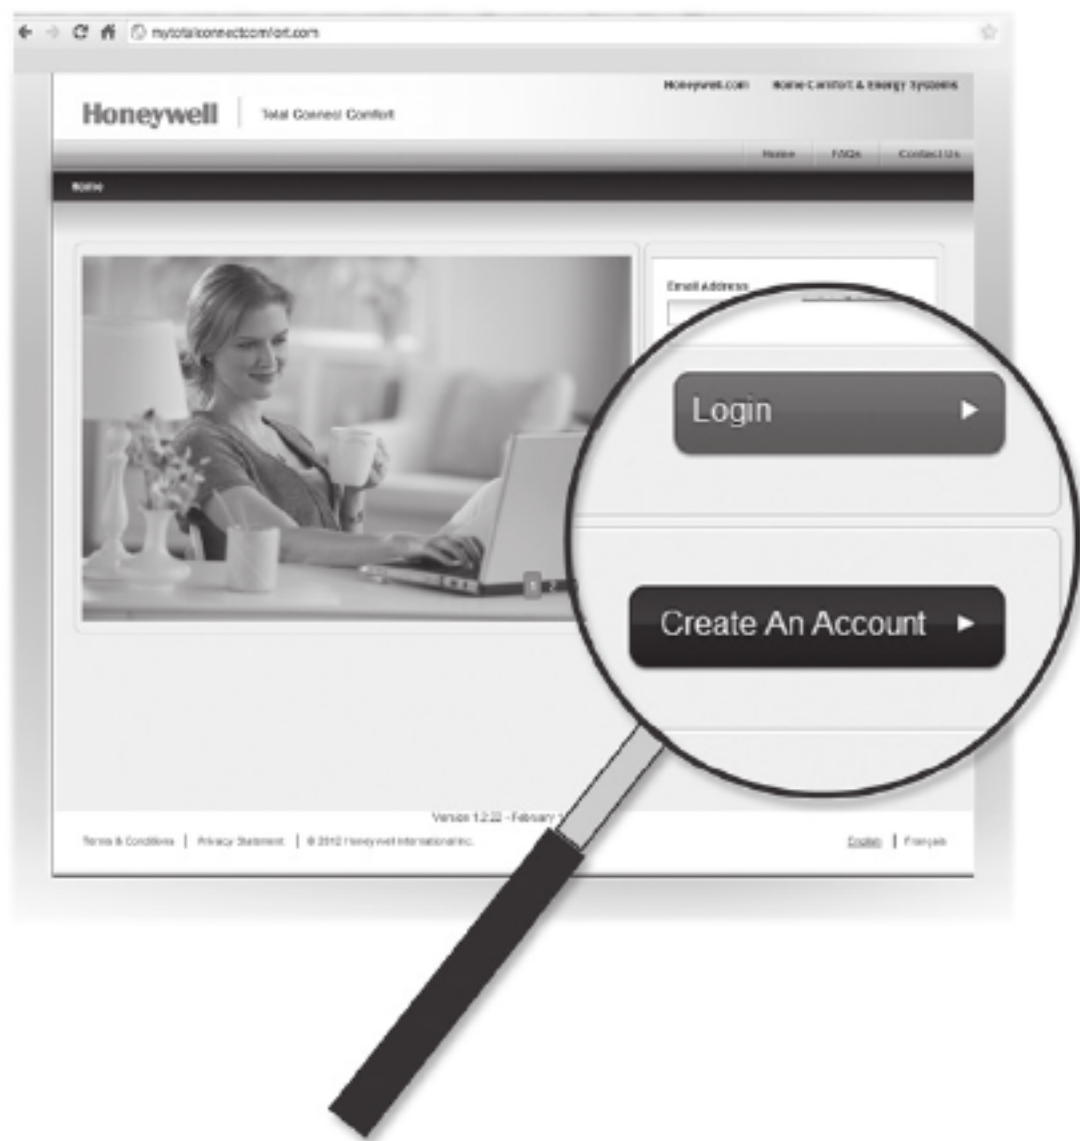 mytotalconnectcomfort.com
Honeywell.com Home Comfort & Energy Systems
Honeywell Total Connect Comfort
Home FAQs Contact Us
Home
Email Address
Login
Create An Account
1 2
Version 1.2.22 - February
Terms & Conditions | Privacy Statement | © 2012 Honeywell International Inc.
English | Français